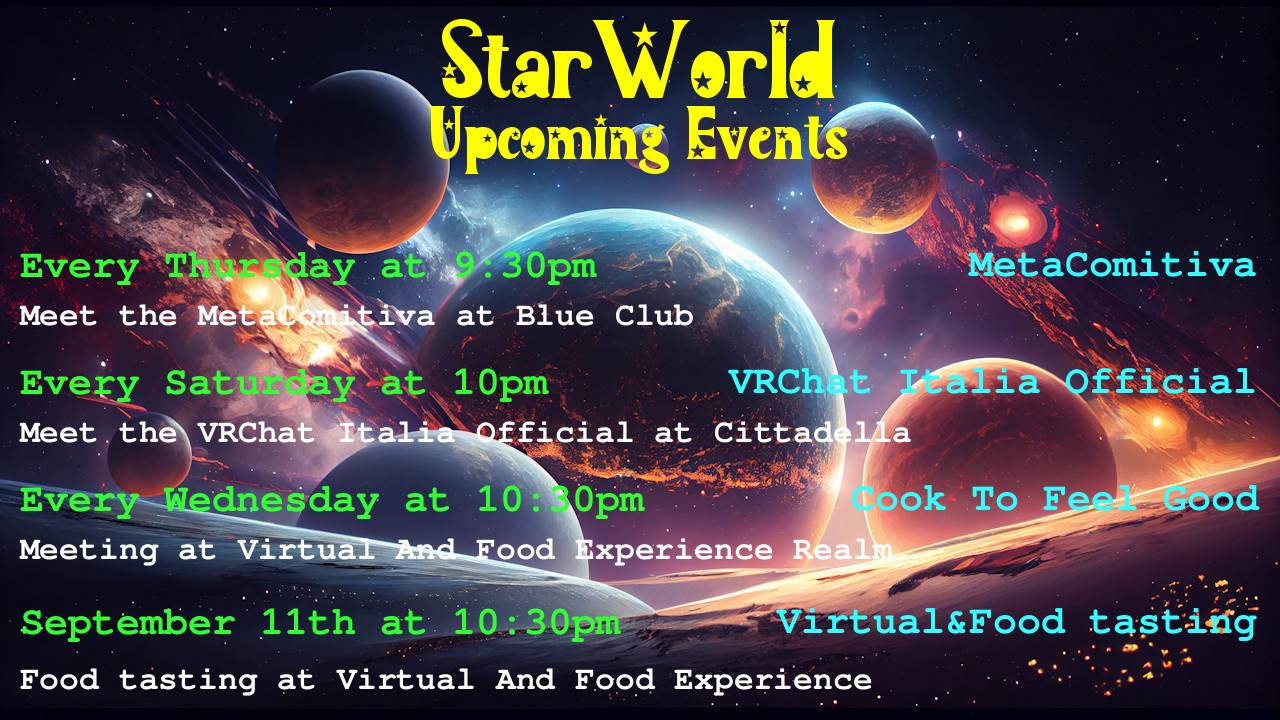 Star World
Upcoming Events
Every Thursday at 9:30pm MetaComitiva
Meet the MetaComitiva at Blue Club
Every Saturday at 10pm VRChat Italia Official
Meet the VRChat Italia Official at Cittadella
Every Wednesday at 10:30pm Cook To Feel Good
Meeting at Virtual And Food Experience Realm
September 11th at 10:30pm Virtual&Food tasting
Food tasting at Virtual And Food Experience